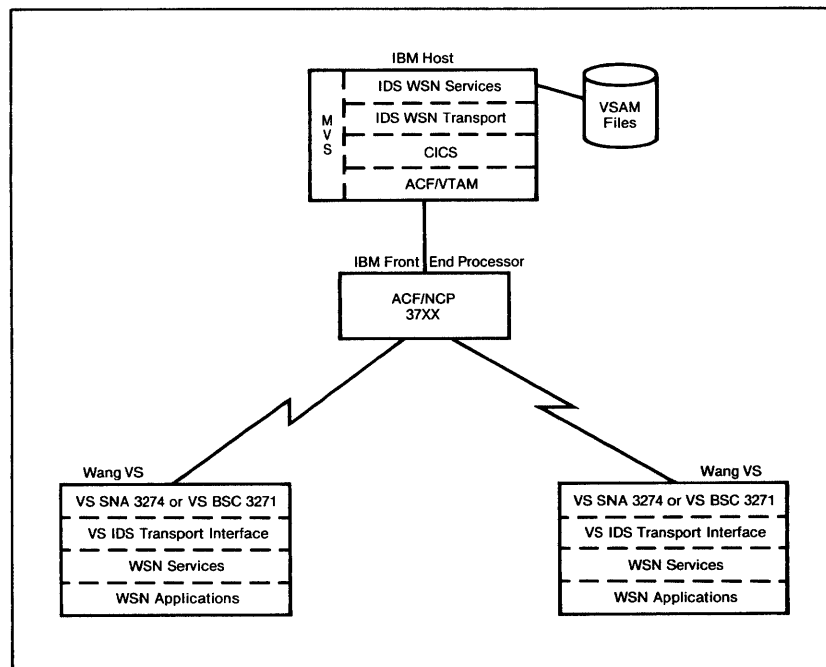 IBM Host
MVS
IDS WSN Services
IDS WSN Transport
CICS
ACF/VTAM
VSAM
Files
IBM Front End Processor
ACF/NCP
37XX
Wang VS
VS SNA 3274 or VS BSC 3271
VS IDS Transport Interface
WSN Services
WSN Applications
Wang VS
VS SNA 3274 or VS BSC 3271
VS IDS Transport Interface
WSN Services
WSN Applications